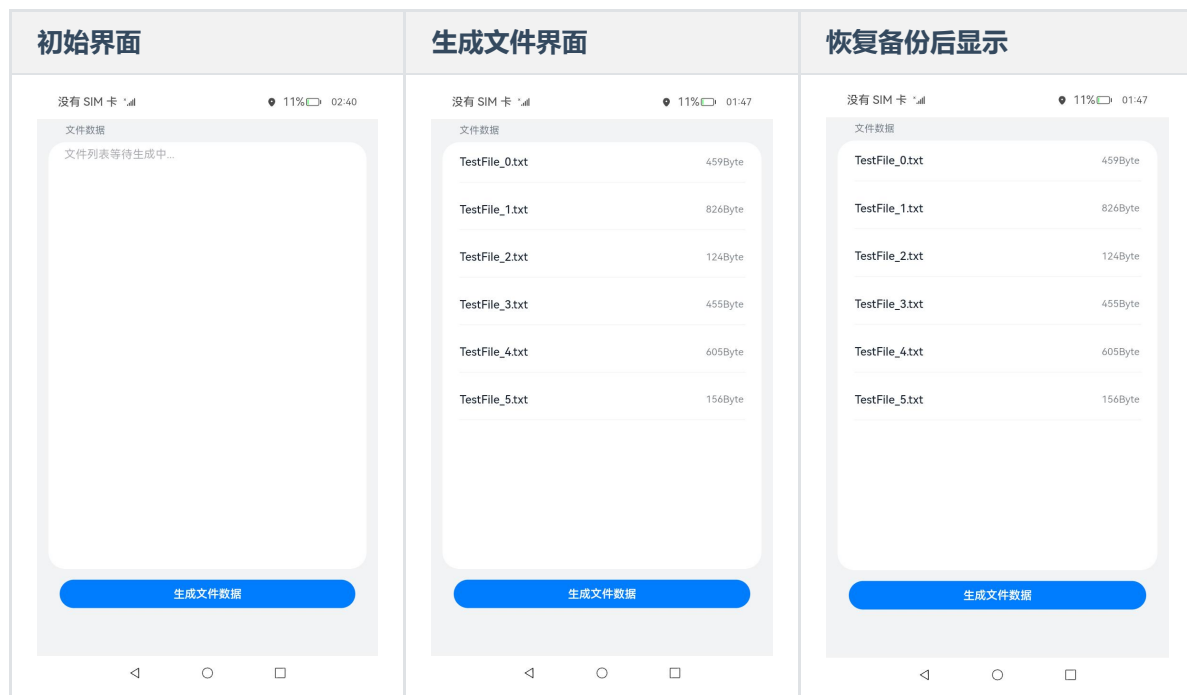 初始界面
生成文件界面
恢复备份后显示
没有 SIM 卡
11%
02:40
文件数据
文件列表等待生成中...
生成文件数据
没有 SIM 卡
11%
01:47
文件数据
TestFile_0.txt 459Byte
TestFile_1.txt 826Byte
TestFile_2.txt 124Byte
TestFile_3.txt 455Byte
TestFile_4.txt 605Byte
TestFile_5.txt 156Byte
生成文件数据
没有 SIM 卡
11%
01:47
文件数据
TestFile_0.txt 459Byte
TestFile_1.txt 826Byte
TestFile_2.txt 124Byte
TestFile_3.txt 455Byte
TestFile_4.txt 605Byte
TestFile_5.txt 156Byte
生成文件数据